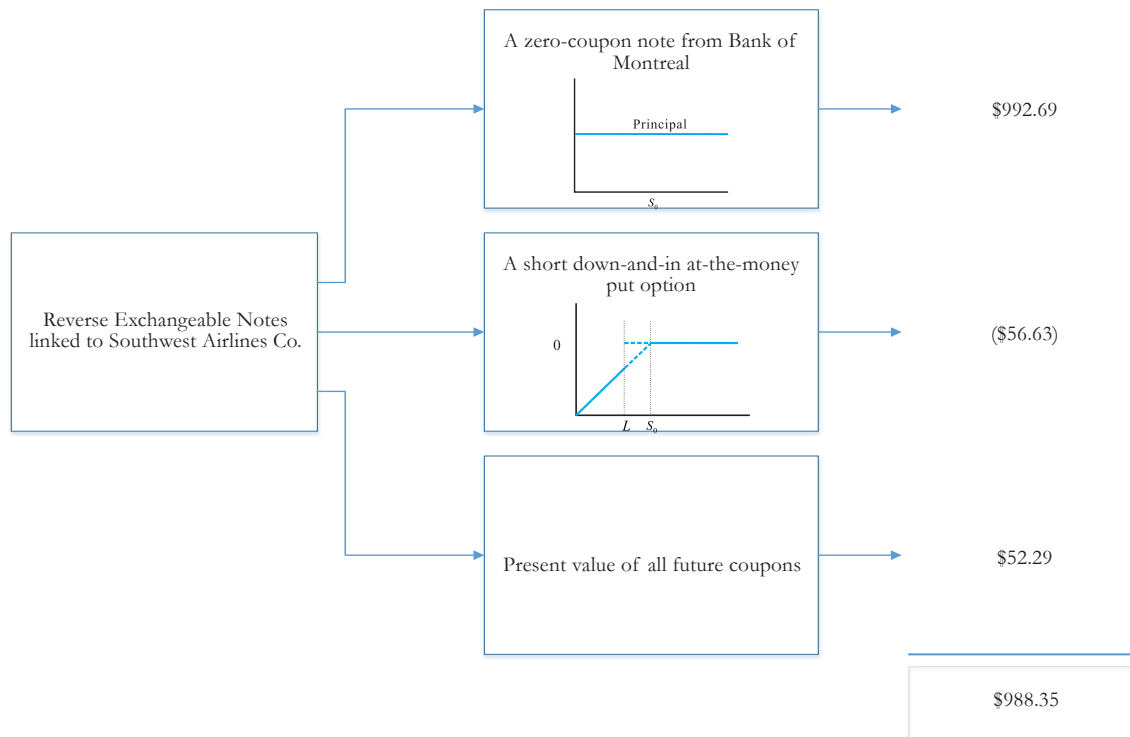 A zero-coupon note from Bank of
Montreal
Principal
S₀
$992.69
Reverse Exchangeable Notes
linked to Southwest Airlines Co.
A short down-and-in at-the-money
put option
0
L S₀
($56.63)
Present value of all future coupons
$52.29
$988.35